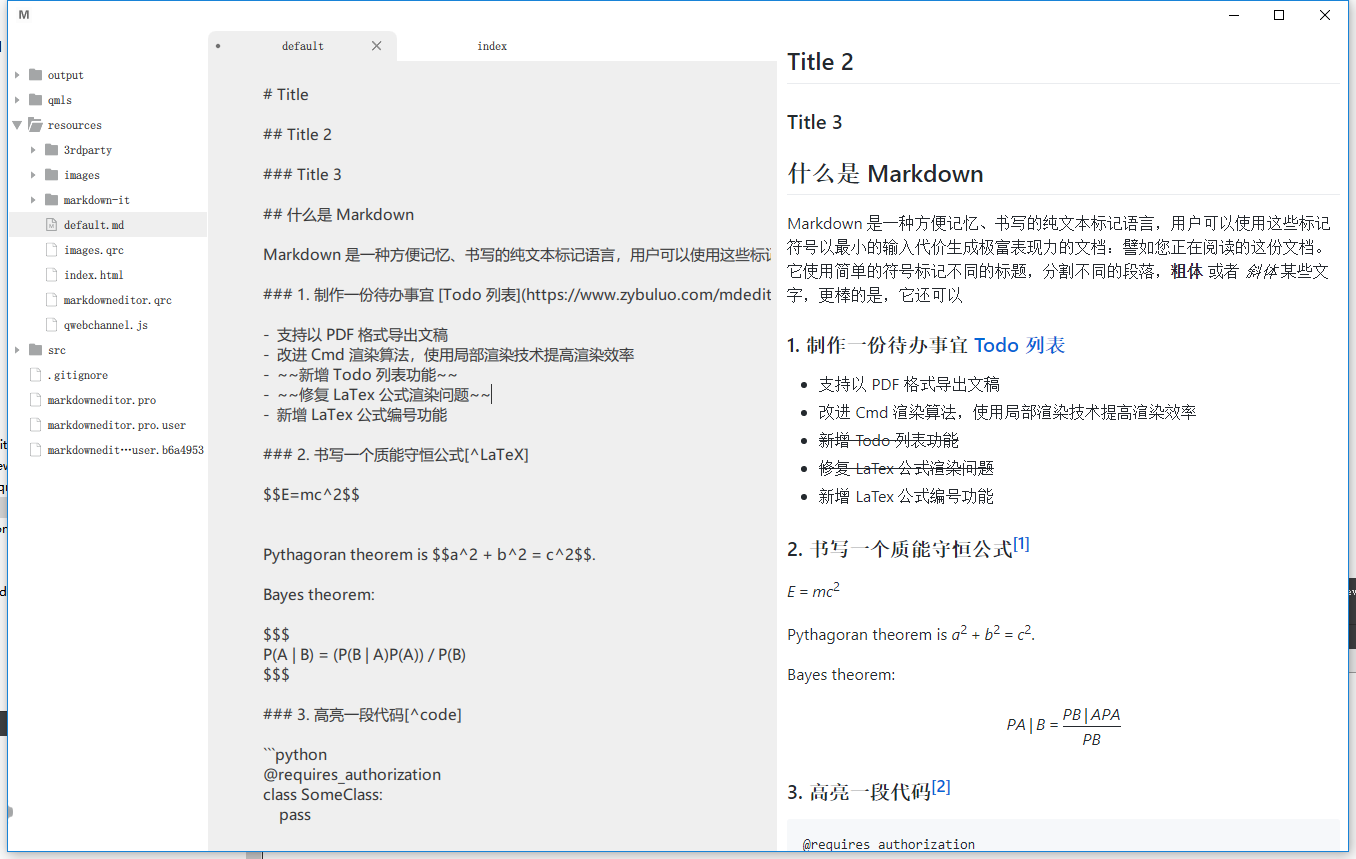 M
output
qmls
resources
3rdparty
images
markdown-it
default.md
images.qrc
index.html
markdowneditor.qrc
qwebchannel.js
src
.gitignore
markdowneditor.pro
markdowneditor.pro.user
markdownedit…user.b6a4953
default
index
# Title
## Title 2
### Title 3
## 什么是 Markdown
Markdown 是一种方便记忆、书写的纯文本标记语言，用户可以使用这些标记
### 1. 制作一份待办事宜 [Todo 列表](https://www.zybuluo.com/mdedit
- 支持以 PDF 格式导出文稿
- 改进 Cmd 渲染算法，使用局部渲染技术提高渲染效率
- ~~新增 Todo 列表功能~~
- ~~修复 LaTex 公式渲染问题~~
- 新增 LaTex 公式编号功能
### 2. 书写一个质能守恒公式[^LaTeX]
$$E=mc^2$$
Pythagoran theorem is $$a^2 + b^2 = c^2$$.
Bayes theorem:
$$$
P(A | B) = (P(B | A)P(A)) / P(B)
$$$
### 3. 高亮一段代码[^code]
```python
@requires_authorization
class SomeClass:
pass
Title 2
Title 3
什么是 Markdown
Markdown 是一种方便记忆、书写的纯文本标记语言，用户可以使用这些标记
符号以最小的输入代价生成极富表现力的文档：譬如您正在阅读的这份文档。
它使用简单的符号标记不同的标题，分割不同的段落，粗体 或者 斜体 某些文
字，更棒的是，它还可以
1. 制作一份待办事宜 Todo 列表
• 支持以 PDF 格式导出文稿
• 改进 Cmd 渲染算法，使用局部渲染技术提高渲染效率
• 新增 Todo 列表功能
• 修复 LaTex 公式渲染问题
• 新增 LaTex 公式编号功能
2. 书写一个质能守恒公式[1]
E = mc²
Pythagoran theorem is a² + b² = c².
Bayes theorem:
PA | B = PB | APA
PB
3. 高亮一段代码[2]
@requires_authorization